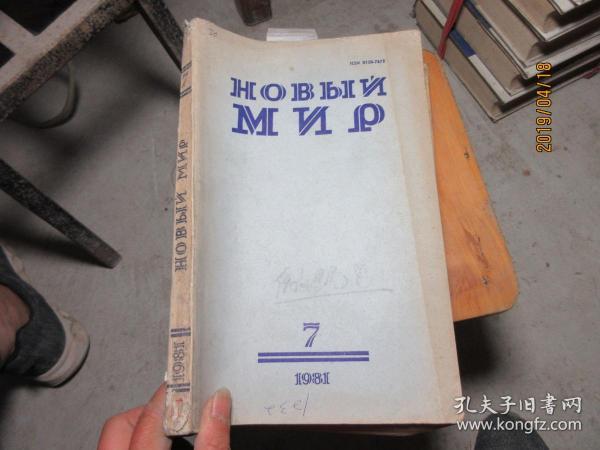 ISSN 0130-7673
НОВЫЙ
МИР
7
1981
1332
НОВЫЙ МИР
1981
2019/04/18
孔夫子旧书网
www.kongfz.com